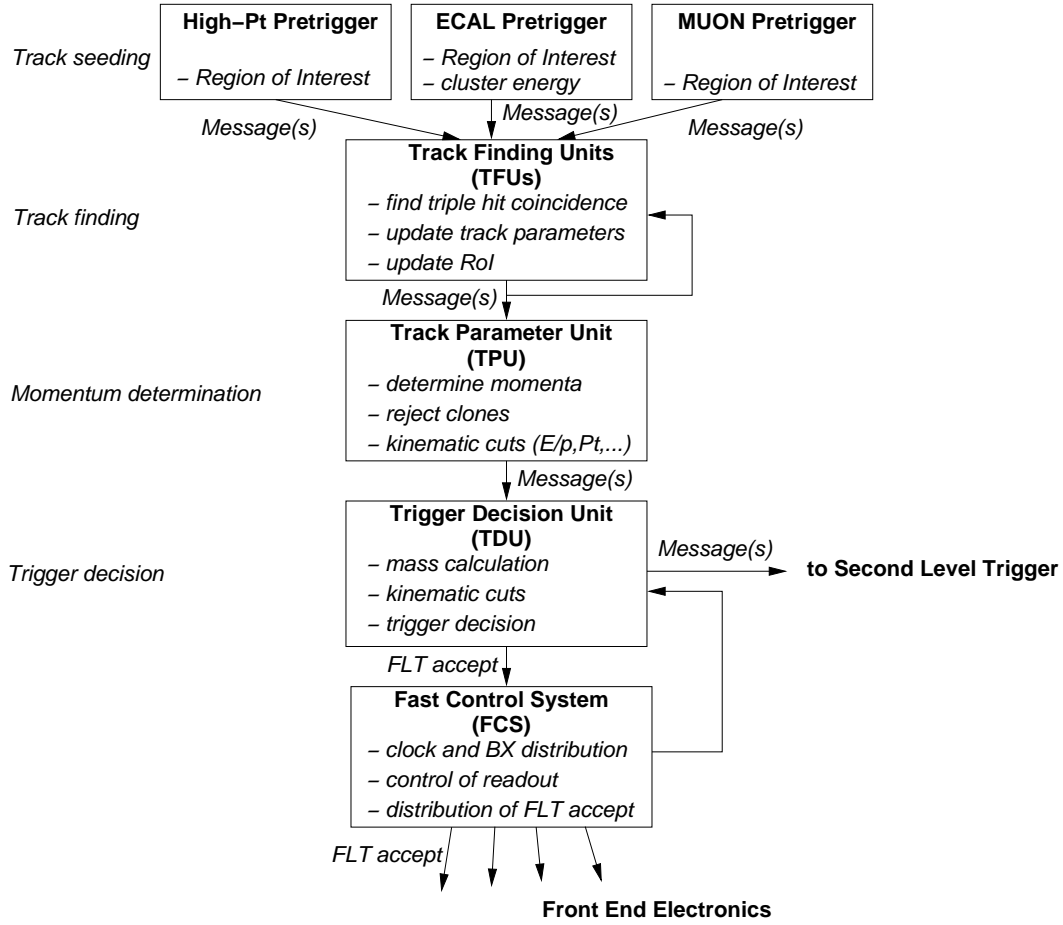 High–Pt Pretrigger
ECAL Pretrigger
MUON Pretrigger
Track seeding
– Region of Interest
– Region of Interest
– cluster energy
– Region of Interest
Message(s)
Message(s)
Message(s)
Track Finding Units
(TFUs)
Track finding
– find triple hit coincidence
– update track parameters
– update RoI
Message(s)
Track Parameter Unit
(TPU)
Momentum determination
– determine momenta
– reject clones
– kinematic cuts (E/p,Pt,...)
Message(s)
Trigger Decision Unit
(TDU)
Trigger decision
– mass calculation
– kinematic cuts
– trigger decision
Message(s)
to Second Level Trigger
FLT accept
Fast Control System
(FCS)
– clock and BX distribution
– control of readout
– distribution of FLT accept
FLT accept
Front End Electronics